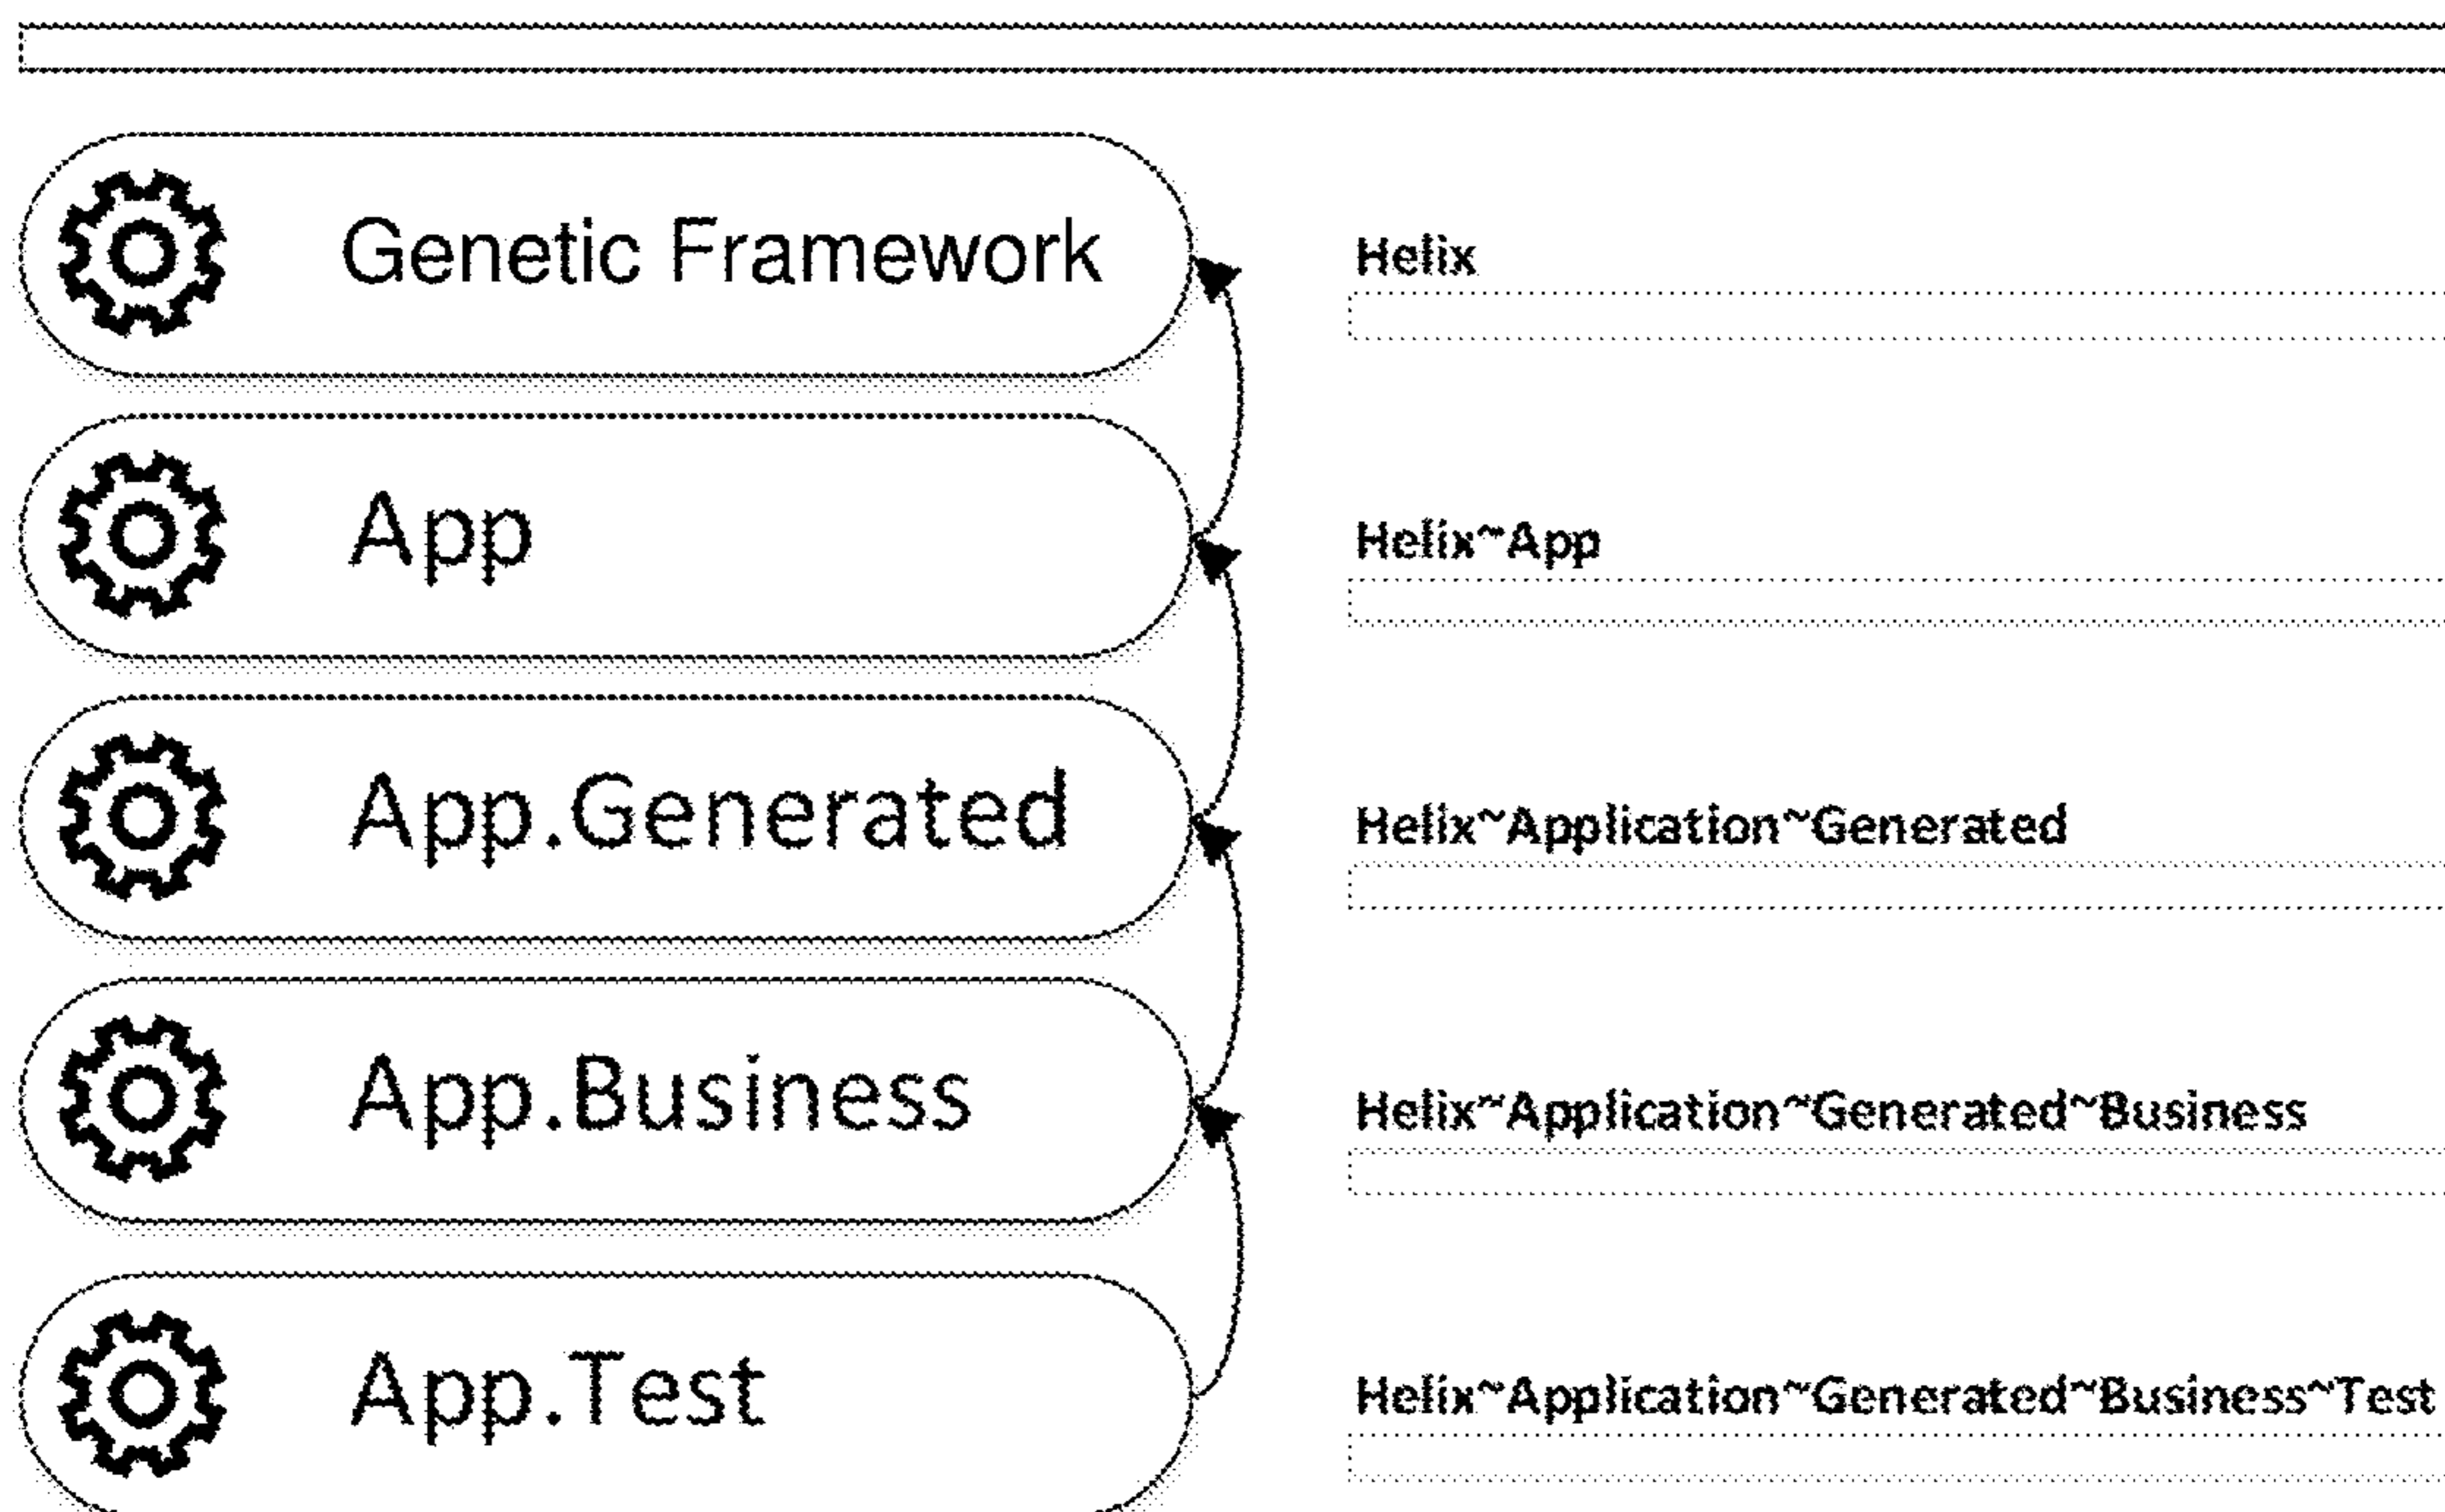 Genetic Framework
Helix
App
Helix~App
App.Generated
Helix~Application~Generated
App.Business
Helix~Application~Generated~Business
App.Test
Helix~Application~Generated~Business~Test